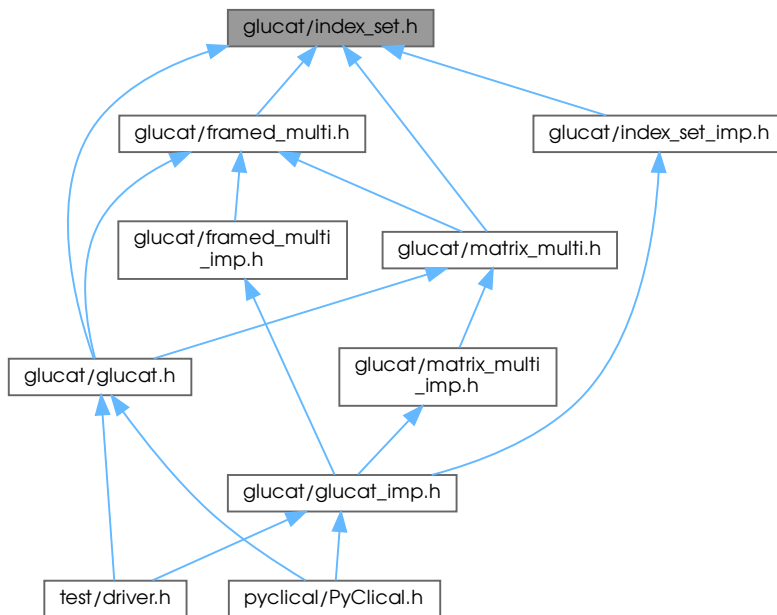 glucat/index_set.h
glucat/framed_multi.h
glucat/index_set_imp.h
glucat/framed_multi
_imp.h
glucat/matrix_multi.h
glucat/glucat.h
glucat/matrix_multi
_imp.h
glucat/glucat_imp.h
test/driver.h
pyclical/PyClical.h